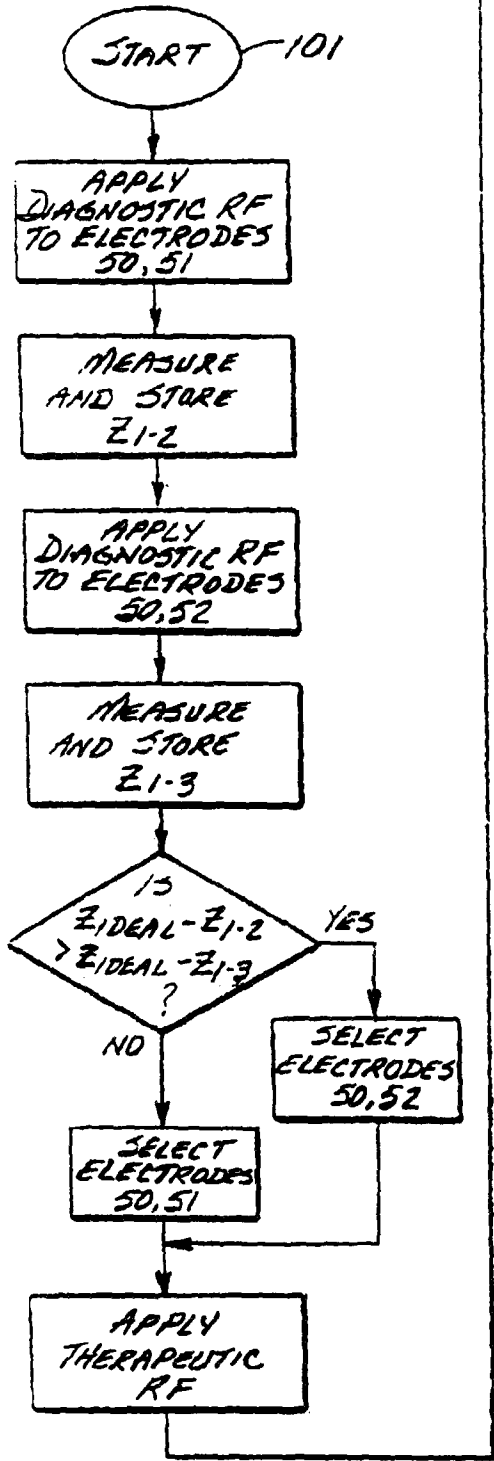 START
101
APPLY
DIAGNOSTIC RF
TO ELECTRODES
50, 51
MEASURE
AND STORE
Z1-2
APPLY
DIAGNOSTIC RF
TO ELECTRODES
50, 52
MEASURE
AND STORE
Z1-3
IS
ZIDEAL-Z1-2
>ZIDEAL-Z1-3
?
YES
NO
SELECT
ELECTRODES
50, 52
SELECT
ELECTRODES
50, 51
APPLY
THERAPEUTIC
RF